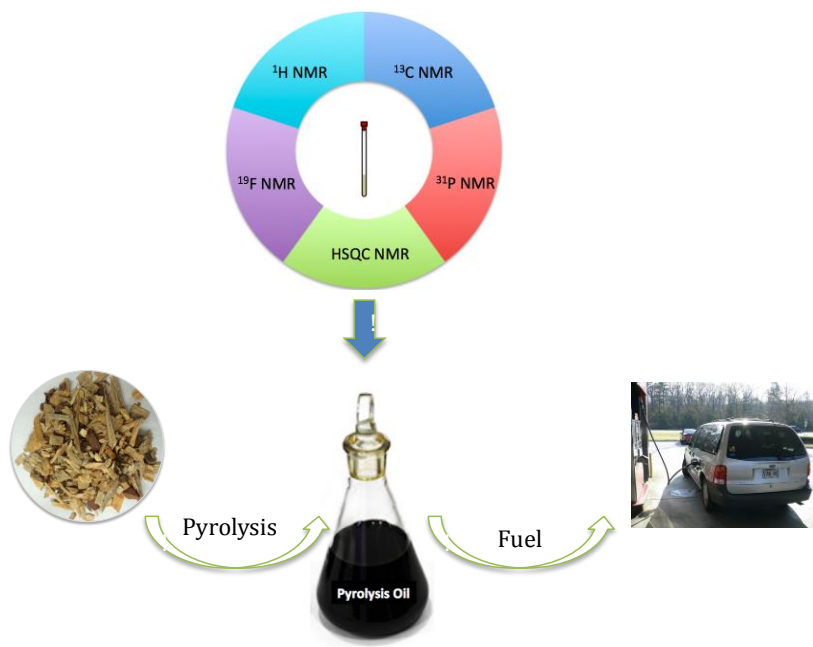 ¹H NMR
¹³C NMR
¹⁹F NMR
³¹P NMR
HSQC NMR
Pyrolysis
Fuel
Pyrolysis Oil